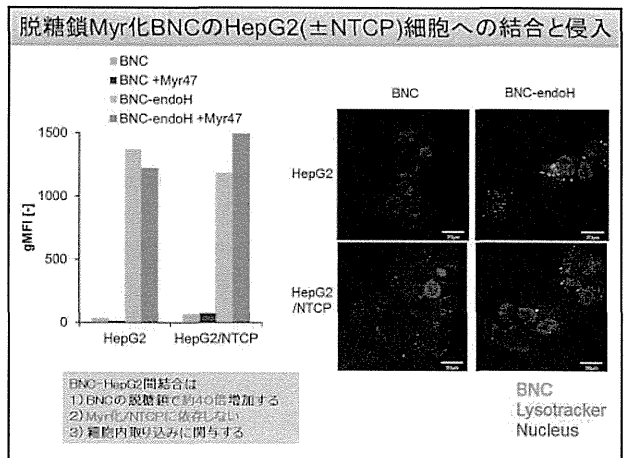 脱糖鎖Myr化BNCのHepG2(±NTCP)細胞への結合と侵入
BNC
BNC +Myr47
BNC-endoH
BNC-endoH +Myr47
1500
1000
500
0
gMFI [-]
HepG2
HepG2/NTCP
BNC
BNC-endoH
HepG2
HepG2
/NTCP
BNC-HepG2間結合は
1) BNCの脱糖鎖で約40倍増加する
2) Myr化/NTCPに依存しない
3) 細胞内取り込みに関与する
BNC
Lysotracker
Nucleus